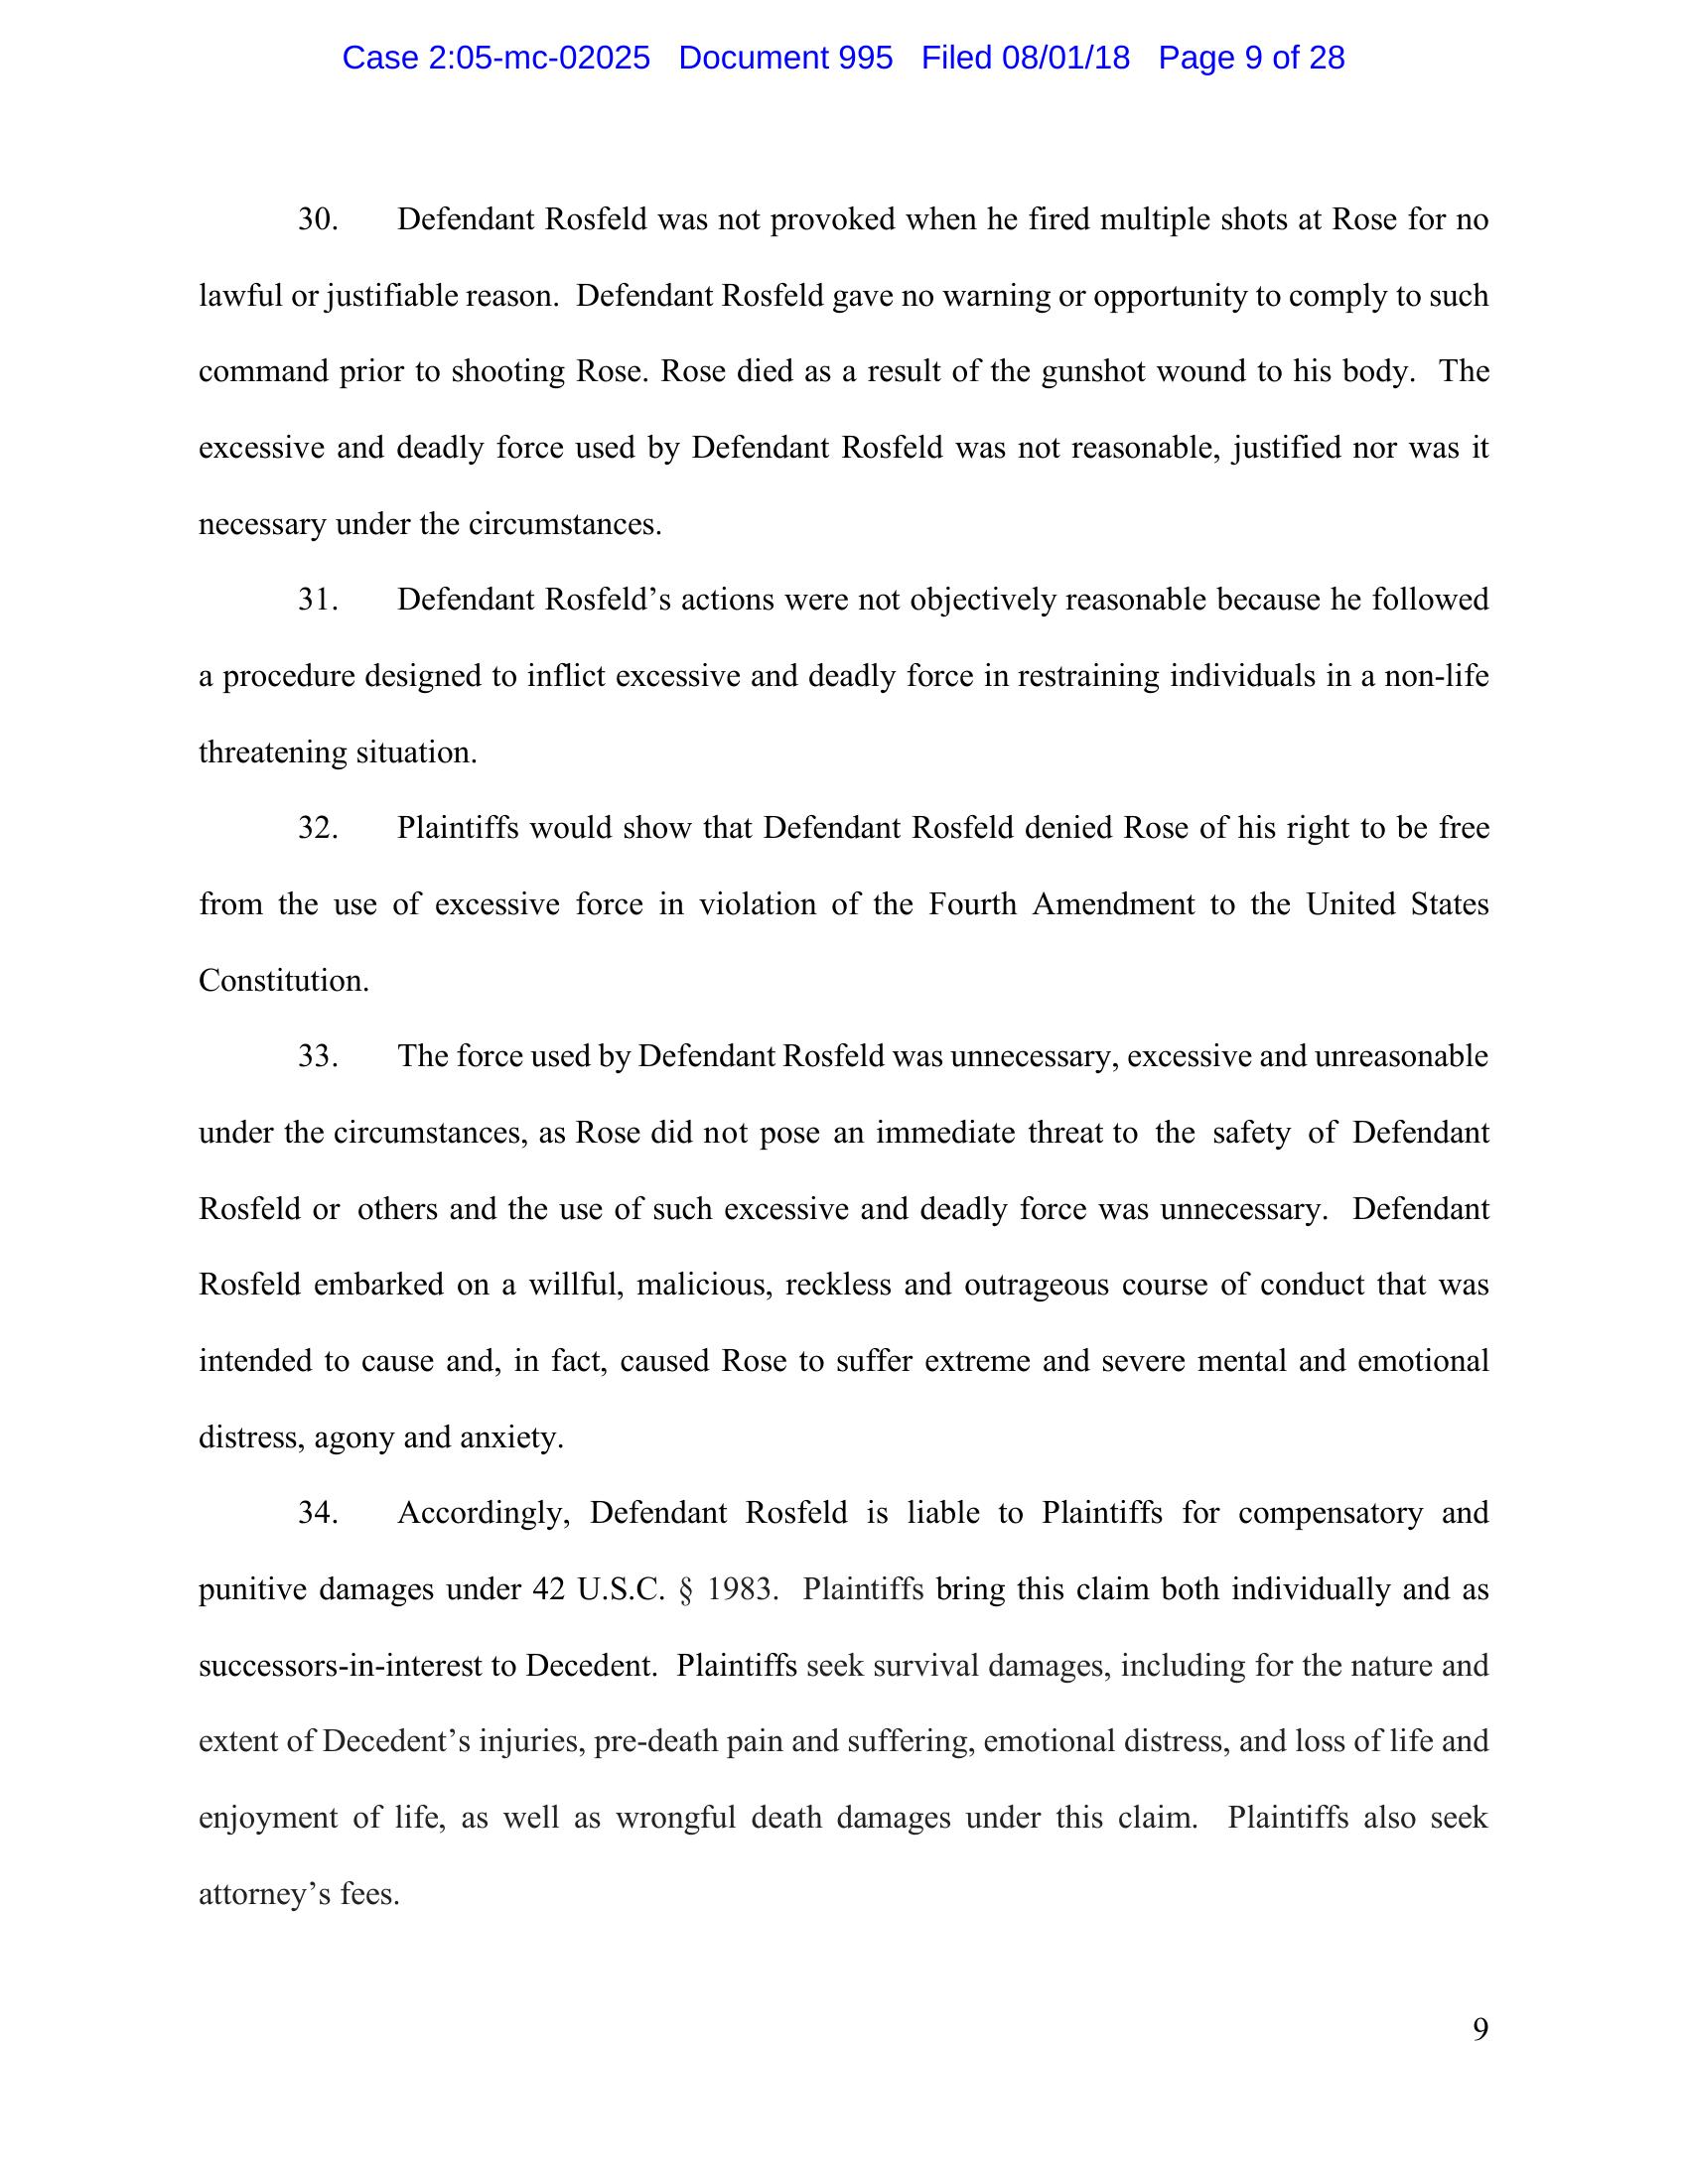 Case 2:05-mc-02025 Document 995 Filed 08/01/18 Page 9 of 28
30. Defendant Rosfeld was not provoked when he fired multiple shots at Rose for no
lawful or justifiable reason. Defendant Rosfeld gave no warning or opportunity to comply to such
command prior to shooting Rose. Rose died as a result of the gunshot wound to his body. The
excessive and deadly force used by Defendant Rosfeld was not reasonable, justified nor was it
necessary under the circumstances.
31. Defendant Rosfeld’s actions were not objectively reasonable because he followed
a procedure designed to inflict excessive and deadly force in restraining individuals in a non-life
threatening situation.
32. Plaintiffs would show that Defendant Rosfeld denied Rose of his right to be free
from the use of excessive force in violation of the Fourth Amendment to the United States
Constitution.
33. The force used by Defendant Rosfeld was unnecessary, excessive and unreasonable
under the circumstances, as Rose did not pose an immediate threat to the safety of Defendant
Rosfeld or others and the use of such excessive and deadly force was unnecessary. Defendant
Rosfeld embarked on a willful, malicious, reckless and outrageous course of conduct that was
intended to cause and, in fact, caused Rose to suffer extreme and severe mental and emotional
distress, agony and anxiety.
34. Accordingly, Defendant Rosfeld is liable to Plaintiffs for compensatory and
punitive damages under 42 U.S.C. § 1983. Plaintiffs bring this claim both individually and as
successors-in-interest to Decedent. Plaintiffs seek survival damages, including for the nature and
extent of Decedent’s injuries, pre-death pain and suffering, emotional distress, and loss of life and
enjoyment of life, as well as wrongful death damages under this claim. Plaintiffs also seek
attorney’s fees.
9